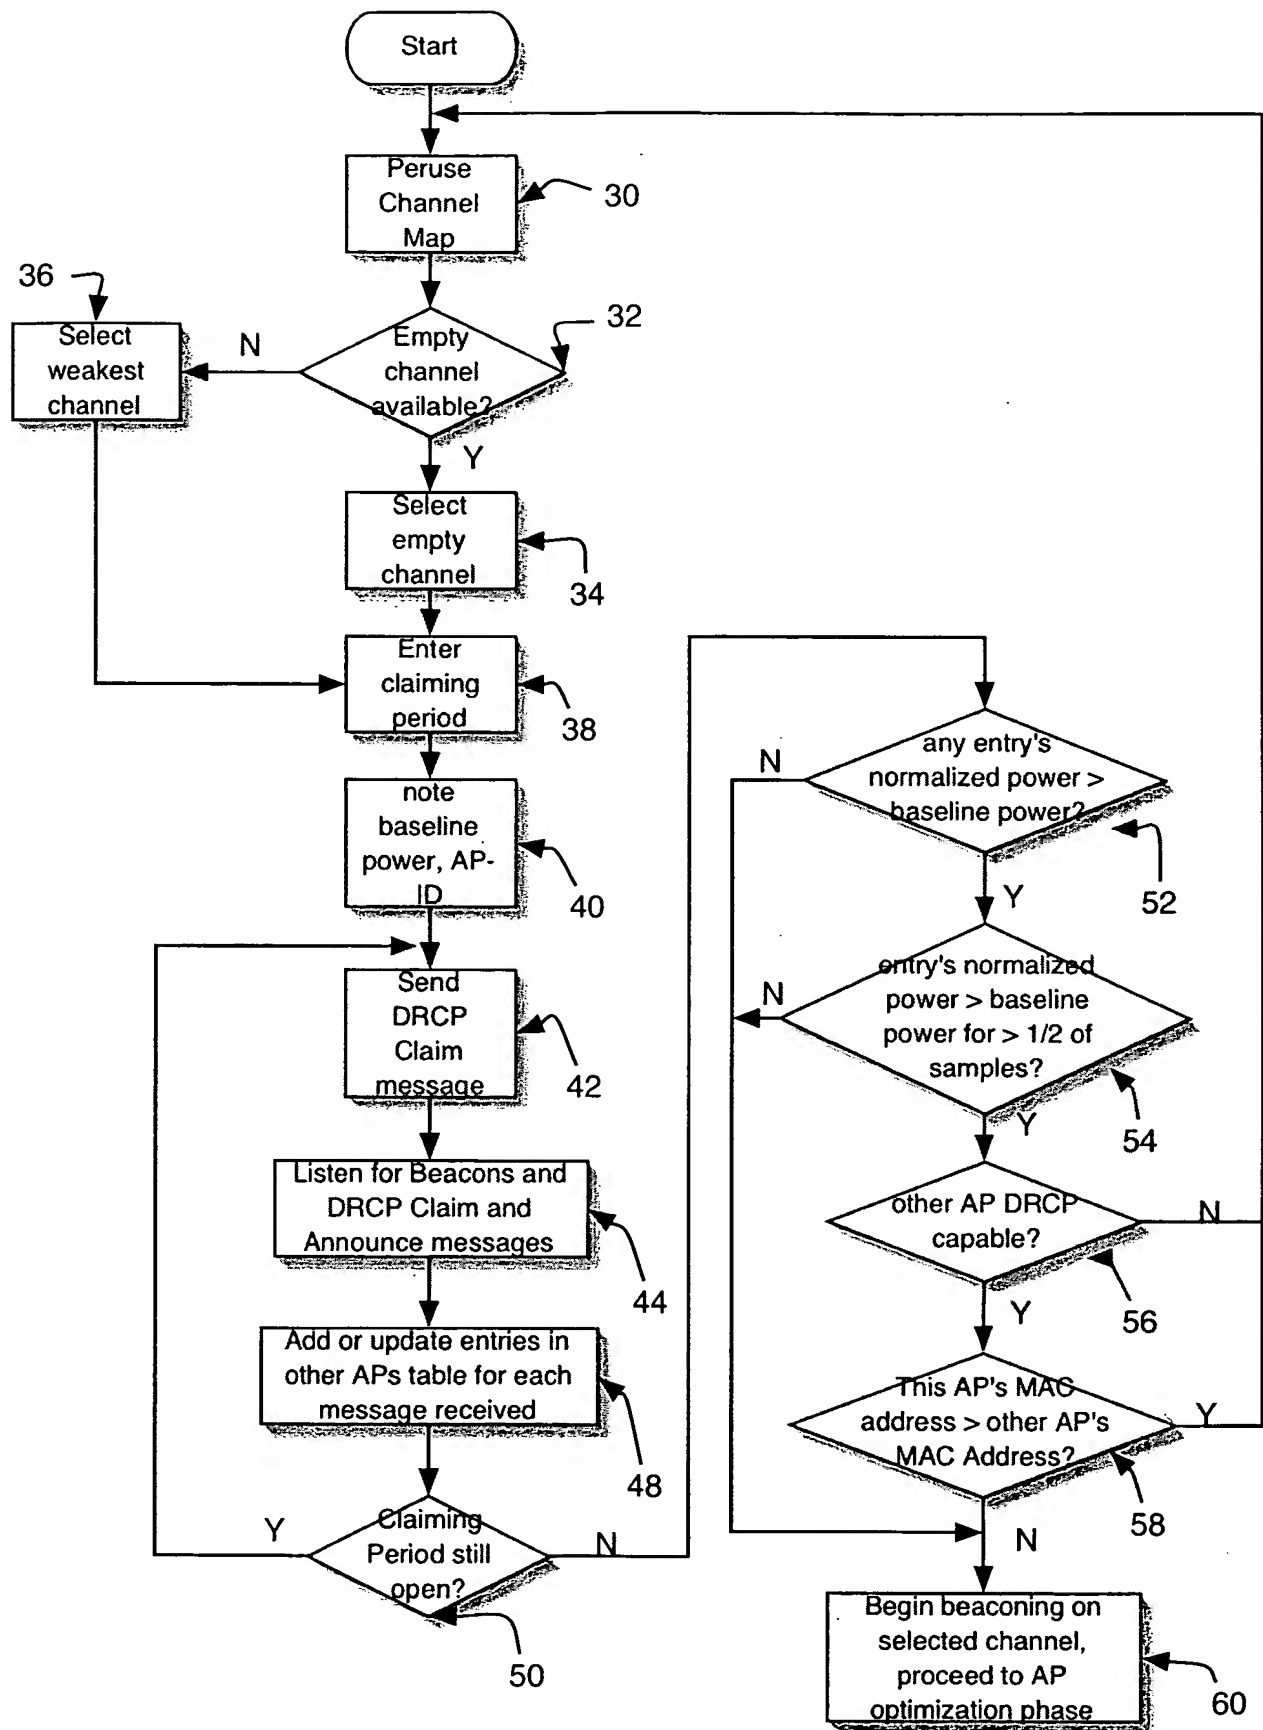 Start
Peruse
Channel
Map
30
36
32
Select
weakest
channel
N
Empty
channel
available?
Y
Select
empty
channel
34
Enter
claiming
period
38
note
baseline
power, AP-
ID
40
Send
DRCP
Claim
message
42
Listen for Beacons and
DRCP Claim and
Announce messages
44
Add or update entries in
other APs table for each
message received
48
Y
Claiming
Period still
open?
N
50
N
any entry's
normalized power >
baseline power?
52
Y
N
entry's normalized
power > baseline
power for > 1/2 of
samples?
54
Y
other AP DRCP
capable?
N
56
Y
This AP's MAC
address > other AP's
MAC Address?
Y
58
N
Begin beaconing on
selected channel,
proceed to AP
optimization phase
60